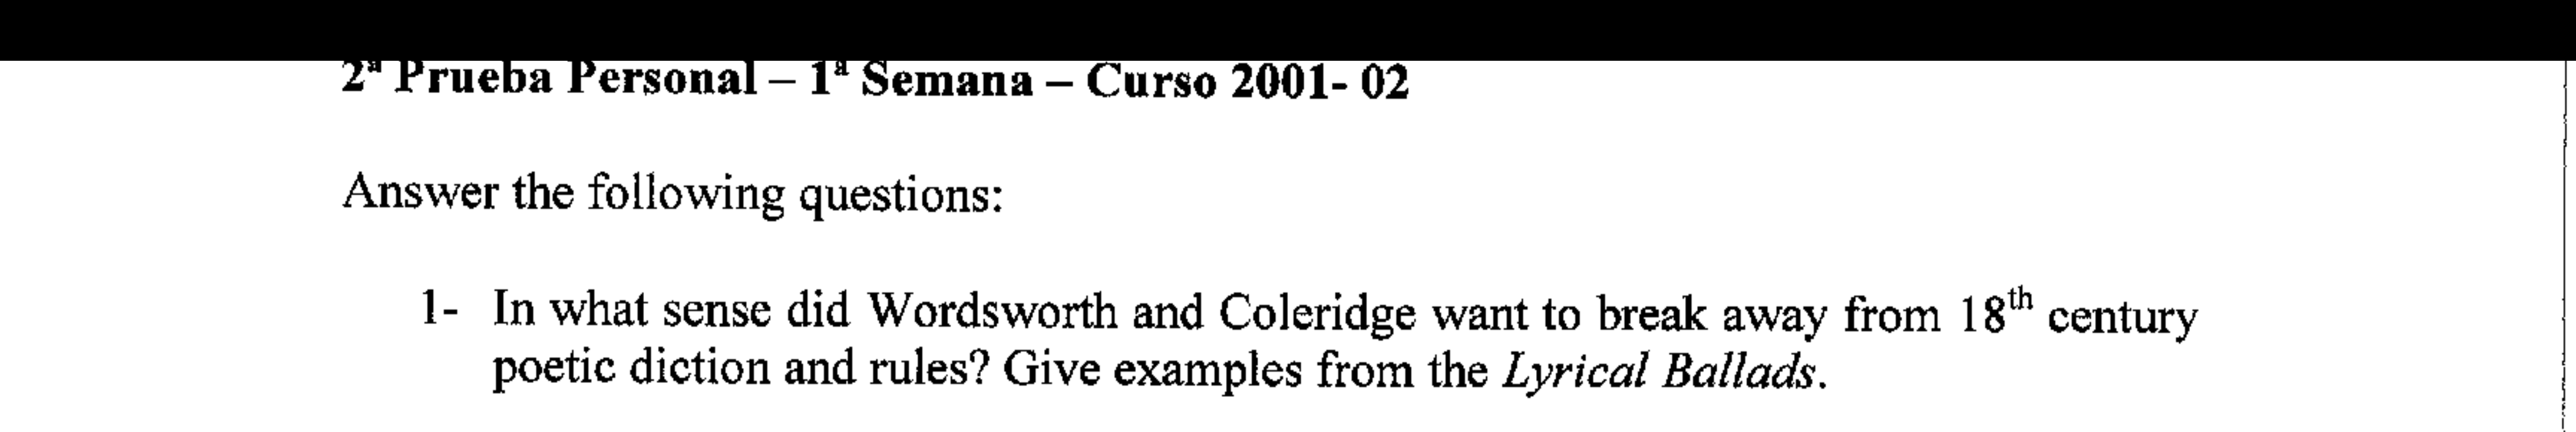 2ª Prueba Personal – 1ª Semana – Curso 2001- 02
Answer the following questions:
1- In what sense did Wordsworth and Coleridge want to break away from 18th century
poetic diction and rules? Give examples from the Lyrical Ballads.